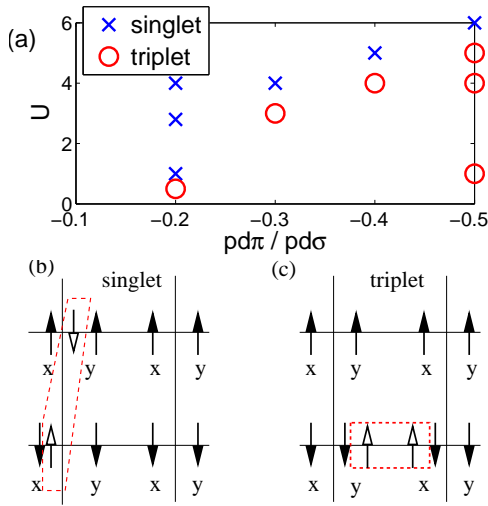 (a)
singlet
triplet
6
4
2
0
U
−0.1 −0.2 −0.3 −0.4 −0.5
pdπ / pdσ
(b) singlet
x y x y
x y x y
(c) triplet
x y x y
x y x y